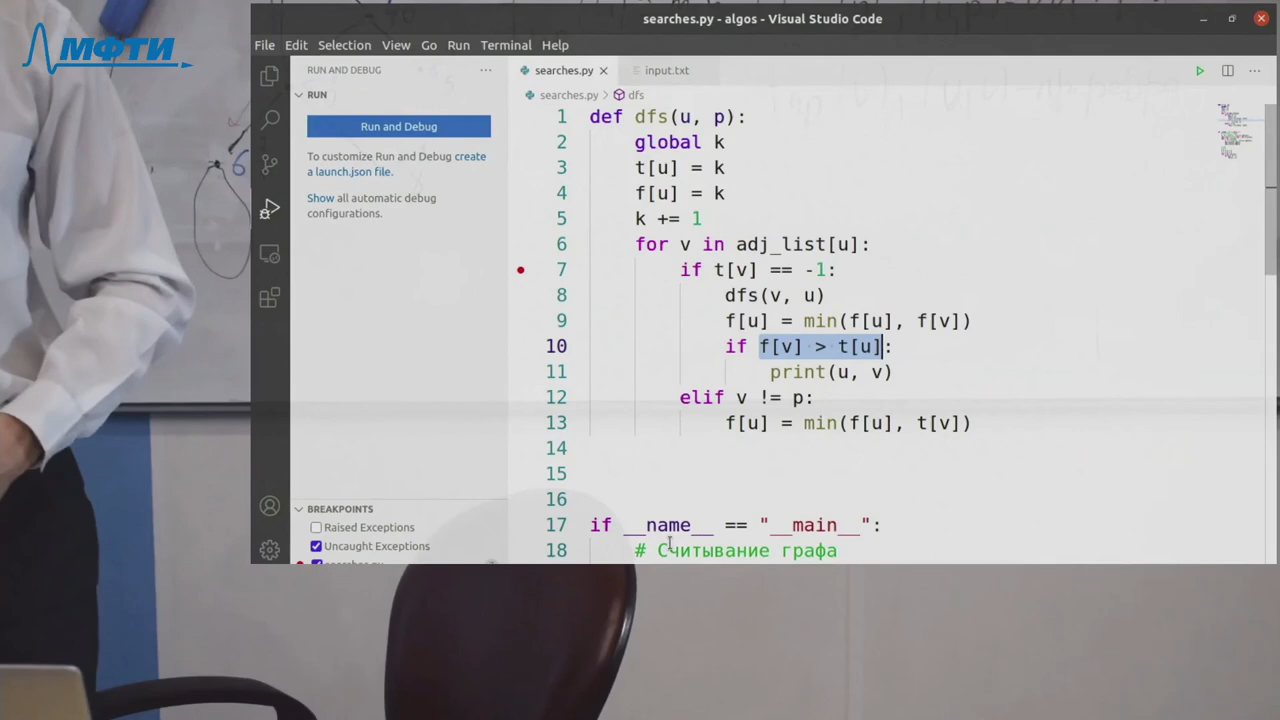 МФТИ
searches.py - algos - Visual Studio Code
File Edit Selection View Go Run Terminal Help
RUN AND DEBUG ···
RUN
Run and Debug
To customize Run and Debug create
a launch.json file.
Show all automatic debug
configurations.
BREAKPOINTS
Raised Exceptions
Uncaught Exceptions
searches.py
searches.py input.txt
searches.py > dfs
1 def dfs(u, p):
2 global k
3 t[u] = k
4 f[u] = k
5 k += 1
6 for v in adj_list[u]:
7 if t[v] == -1:
8 dfs(v, u)
9 f[u] = min(f[u], f[v])
10 if f[v] > t[u]:
11 print(u, v)
12 elif v != p:
13 f[u] = min(f[u], t[v])
14
15
16
17 if __name__ == "__main__":
18 # Считывание графа